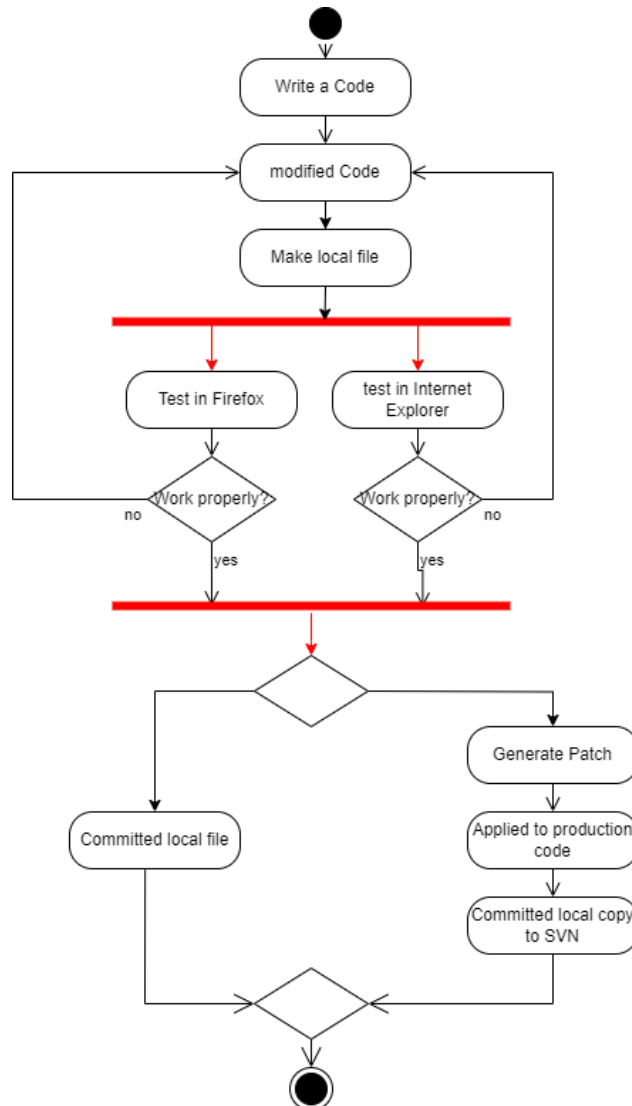 Write a Code
modified Code
Make local file
Test in Firefox
test in Internet
Explorer
Work properly?
Work properly?
no
no
yes
yes
Generate Patch
Committed local file
Applied to production
code
Committed local copy
to SVN